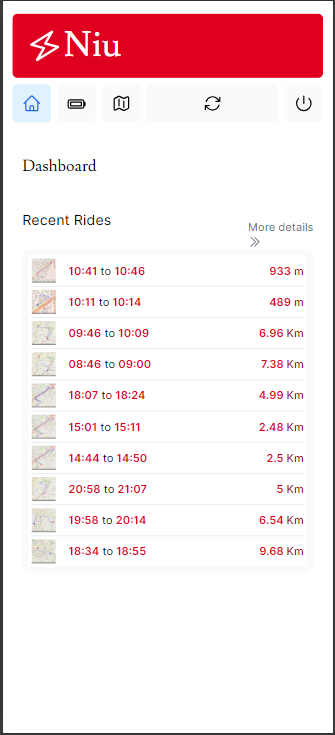 Niu
Dashboard
Recent Rides
More details
10:41 to 10:46 933 m
10:11 to 10:14 489 m
09:46 to 10:09 6.96 Km
08:46 to 09:00 7.38 Km
18:07 to 18:24 4.99 Km
15:01 to 15:11 2.48 Km
14:44 to 14:50 2.5 Km
20:58 to 21:07 5 Km
19:58 to 20:14 6.54 Km
18:34 to 18:55 9.68 Km